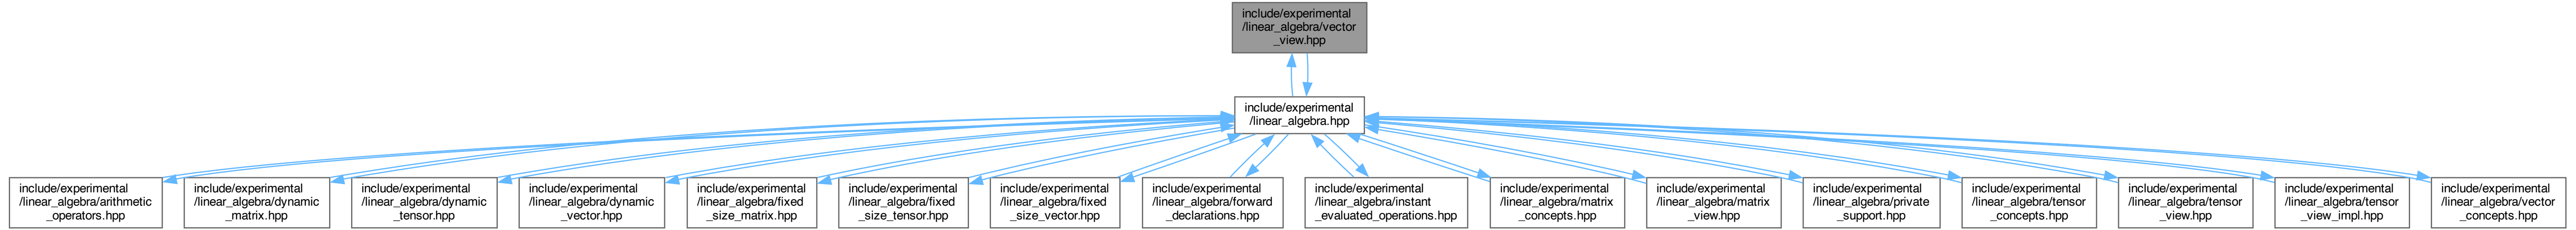 include/experimental
/linear_algebra/vector
_view.hpp
include/experimental
/linear_algebra.hpp
include/experimental
/linear_algebra/arithmetic
_operators.hpp
include/experimental
/linear_algebra/dynamic
_matrix.hpp
include/experimental
/linear_algebra/dynamic
_tensor.hpp
include/experimental
/linear_algebra/dynamic
_vector.hpp
include/experimental
/linear_algebra/fixed
_size_matrix.hpp
include/experimental
/linear_algebra/fixed
_size_tensor.hpp
include/experimental
/linear_algebra/fixed
_size_vector.hpp
include/experimental
/linear_algebra/forward
_declarations.hpp
include/experimental
/linear_algebra/instant
_evaluated_operations.hpp
include/experimental
/linear_algebra/matrix
_concepts.hpp
include/experimental
/linear_algebra/matrix
_view.hpp
include/experimental
/linear_algebra/private
_support.hpp
include/experimental
/linear_algebra/tensor
_concepts.hpp
include/experimental
/linear_algebra/tensor
_view.hpp
include/experimental
/linear_algebra/tensor
_view_impl.hpp
include/experimental
/linear_algebra/vector
_concepts.hpp